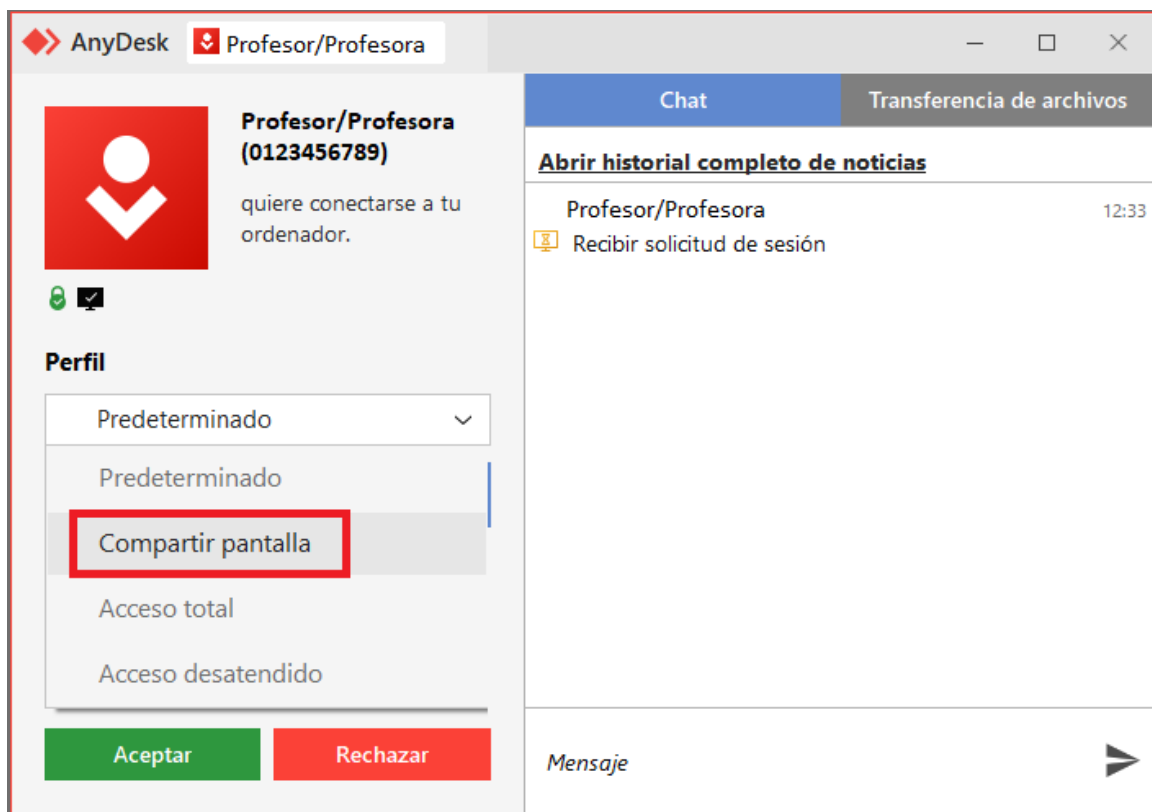 AnyDesk
Profesor/Profesora
Profesor/Profesora
(0123456789)
quiere conectarse a tu
ordenador.
Perfil
Predeterminado
Predeterminado
Compartir pantalla
Acceso total
Acceso desatendido
Aceptar
Rechazar
Chat
Transferencia de archivos
Abrir historial completo de noticias
Profesor/Profesora
12:33
Recibir solicitud de sesión
Mensaje